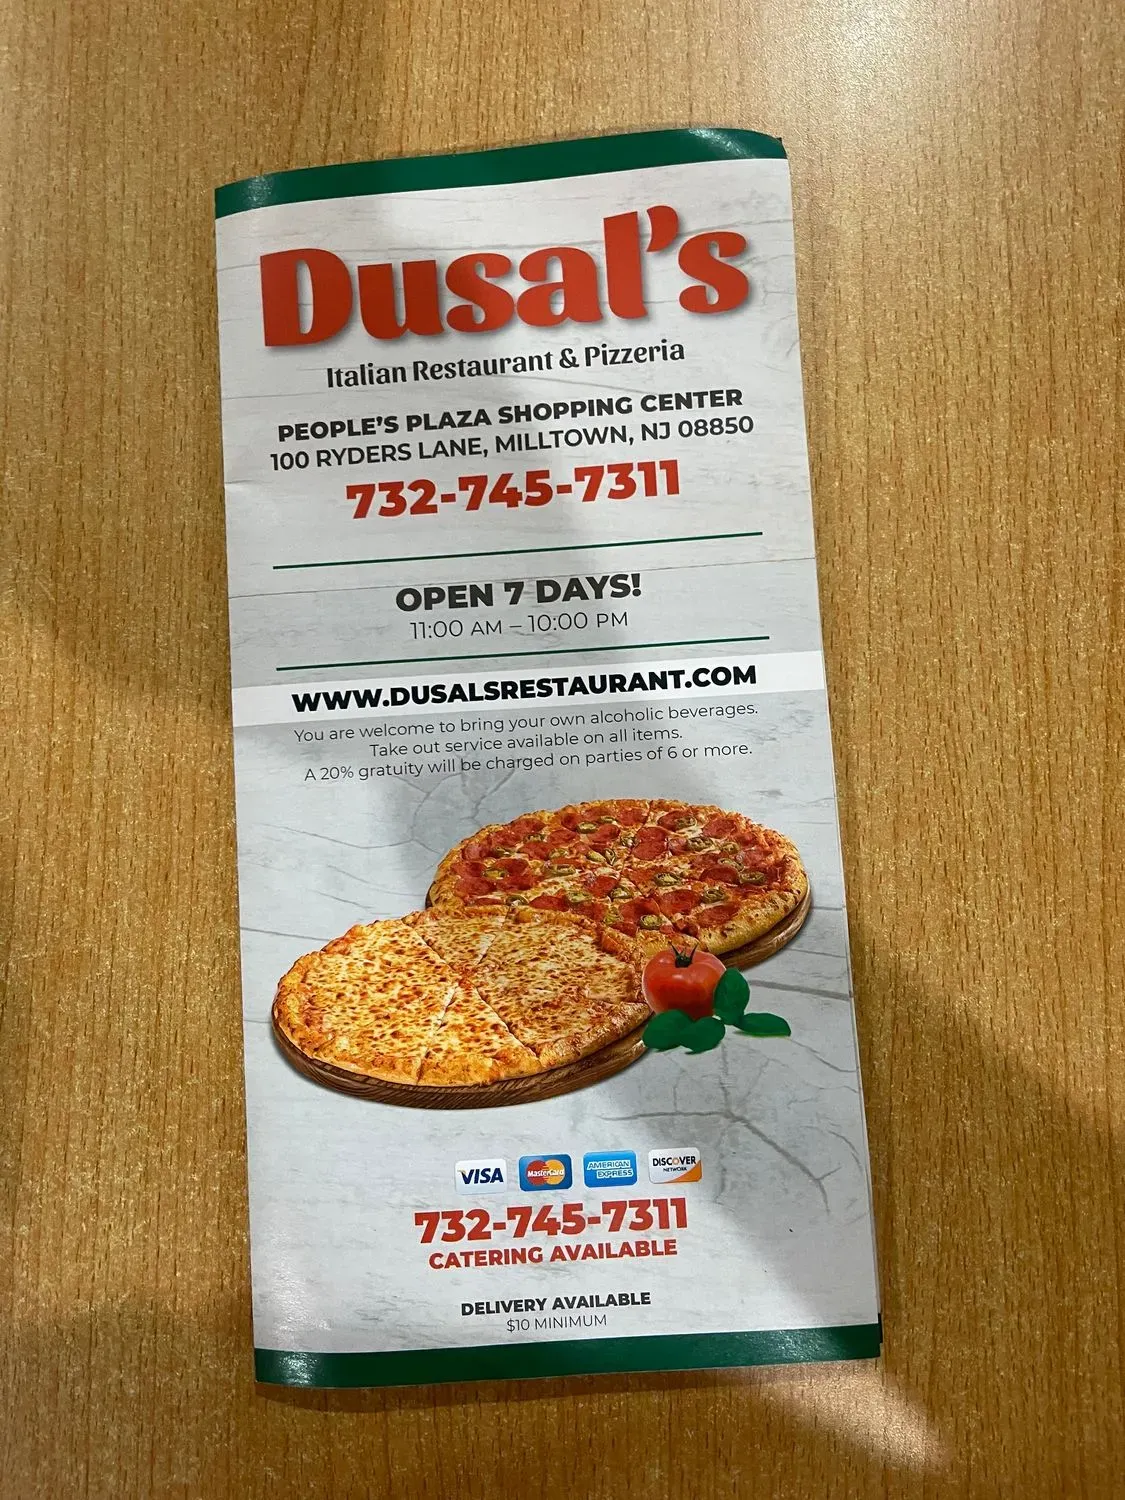 Dusal's
Italian Restaurant & Pizzeria
PEOPLE'S PLAZA SHOPPING CENTER
100 RYDERS LANE, MILLTOWN, NJ 08850
732-745-7311
OPEN 7 DAYS!
11:00 AM – 10:00 PM
WWW.DUSALSRESTAURANT.COM
You are welcome to bring your own alcoholic beverages.
Take out service available on all items.
A 20% gratuity will be charged on parties of 6 or more.
VISA MasterCard AMERICAN EXPRESS DISCOVER NETWORK
732-745-7311
CATERING AVAILABLE
DELIVERY AVAILABLE
$10 MINIMUM